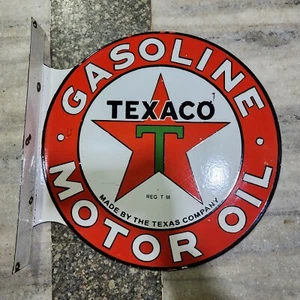 GASOLINE
TEXACO
T
REG T M
MADE BY THE TEXAS COMPANY
MOTOR OIL